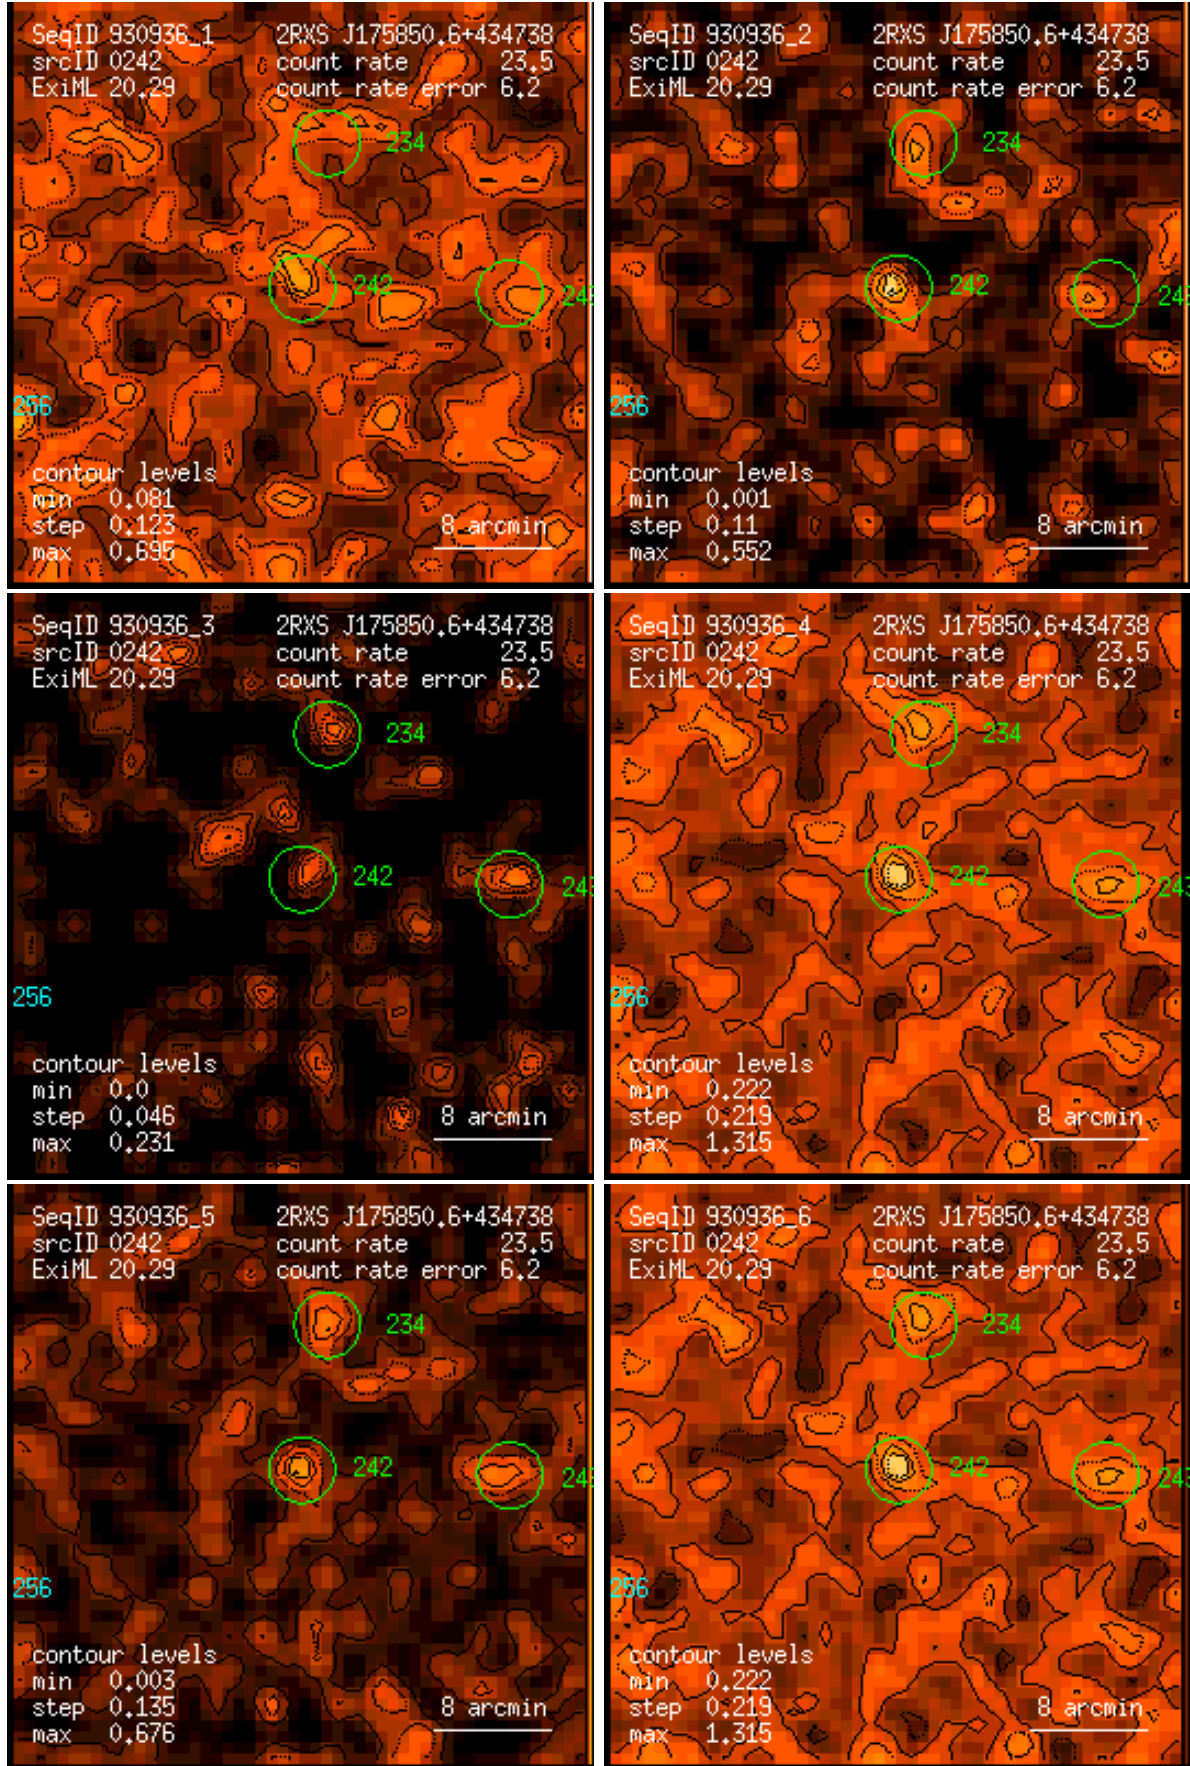 SeqID 930936_1 2RXS J175850.6+434738
srcID 0242 count rate 23.5
ExiML 20.29 count rate error 6.2
234
242
243
256
contour levels
min 0.081
step 0.123
max 0.695
8 arcmin
SeqID 930936_2 2RXS J175850.6+434738
srcID 0242 count rate 23.5
ExiML 20.29 count rate error 6.2
234
242
243
256
contour levels
min 0.001
step 0.11
max 0.552
8 arcmin
SeqID 930936_3 2RXS J175850.6+434738
srcID 0242 count rate 23.5
ExiML 20.29 count rate error 6.2
234
242
243
256
contour levels
min 0.0
step 0.046
max 0.231
8 arcmin
SeqID 930936_4 2RXS J175850.6+434738
srcID 0242 count rate 23.5
ExiML 20.29 count rate error 6.2
234
242
243
256
contour levels
min 0.222
step 0.219
max 1.315
8 arcmin
SeqID 930936_5 2RXS J175850.6+434738
srcID 0242 count rate 23.5
ExiML 20.29 count rate error 6.2
234
242
243
256
contour levels
min 0.003
step 0.135
max 0.676
8 arcmin
SeqID 930936_6 2RXS J175850.6+434738
srcID 0242 count rate 23.5
ExiML 20.29 count rate error 6.2
234
242
243
256
contour levels
min 0.222
step 0.219
max 1.315
8 arcmin